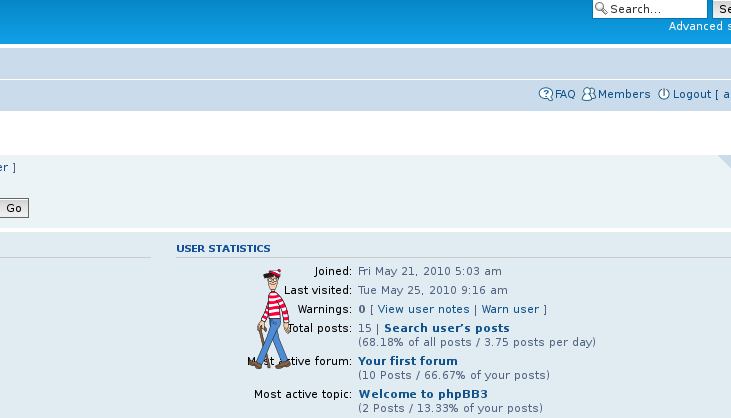 Search...
Advanced
FAQ Members Logout [
]
Go
USER STATISTICS
Joined: Fri May 21, 2010 5:03 am
Last visited: Tue May 25, 2010 9:16 am
Warnings: 0 [ View user notes | Warn user ]
Total posts: 15 | Search user's posts
(68.18% of all posts / 3.75 posts per day)
Most active forum: Your first forum
(10 Posts / 66.67% of your posts)
Most active topic: Welcome to phpBB3
(2 Posts / 13.33% of your posts)